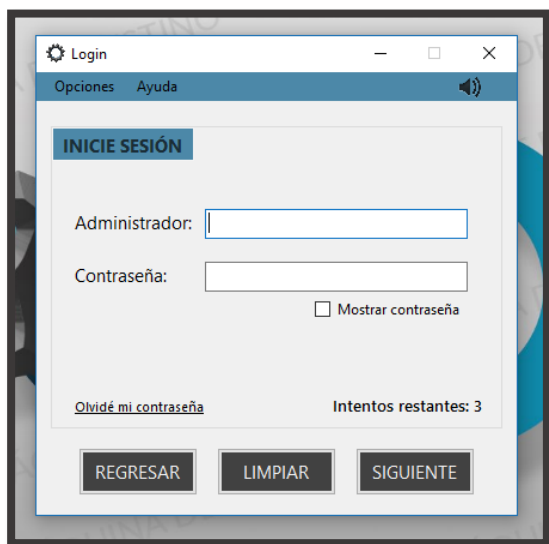 Login
Opciones Ayuda
INICIE SESIÓN
Administrador:
Contraseña:
Mostrar contraseña
Olvidé mi contraseña Intentos restantes: 3
REGRESAR LIMPIAR SIGUIENTE